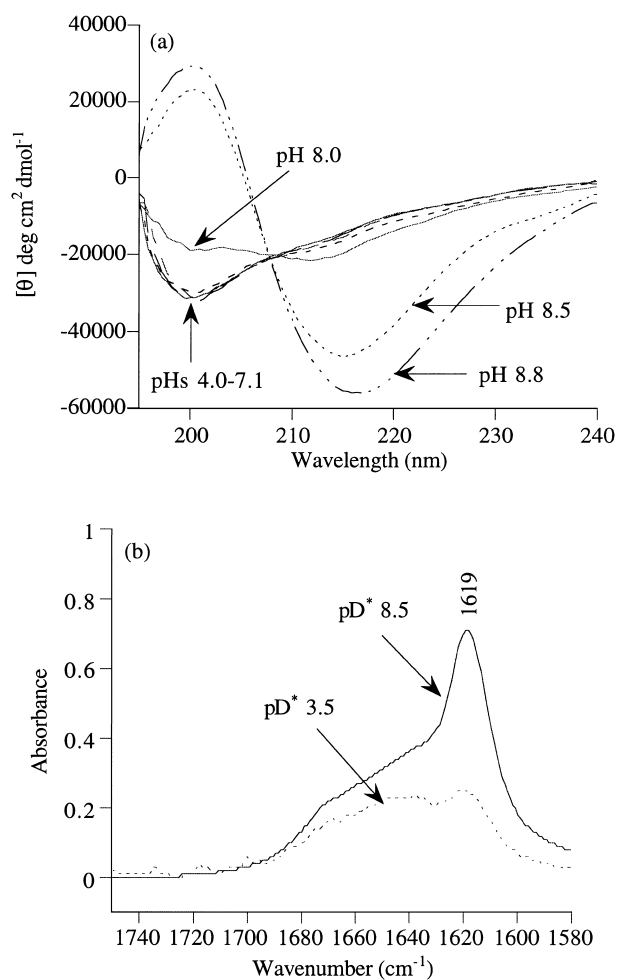 40000
(a)
20000
pH 8.0
0
[θ] deg cm² dmol⁻¹
-20000
pH 8.5
-40000
pHs 4.0-7.1
pH 8.8
-60000
200 210 220 230 240
Wavelength (nm)
1
(b)
1619
0.8
pD* 8.5
0.6
pD* 3.5
Absorbance
0.4
0.2
0
1740 1720 1700 1680 1660 1640 1620 1600 1580
Wavenumber (cm⁻¹)